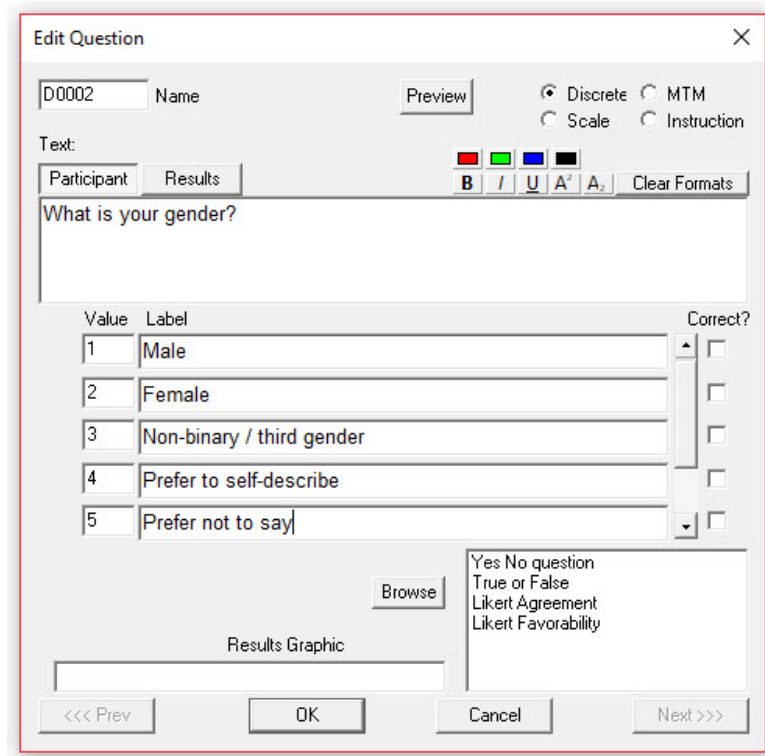 Edit Question
D0002 Name Preview Discrete MTM
Scale Instruction
Text:
Participant Results B I U A² A₂ Clear Formats
What is your gender?
Value Label Correct?
1 Male
2 Female
3 Non-binary / third gender
4 Prefer to self-describe
5 Prefer not to say
Yes No question
True or False
Likert Agreement
Likert Favorability
Browse
Results Graphic
<<< Prev OK Cancel Next >>>